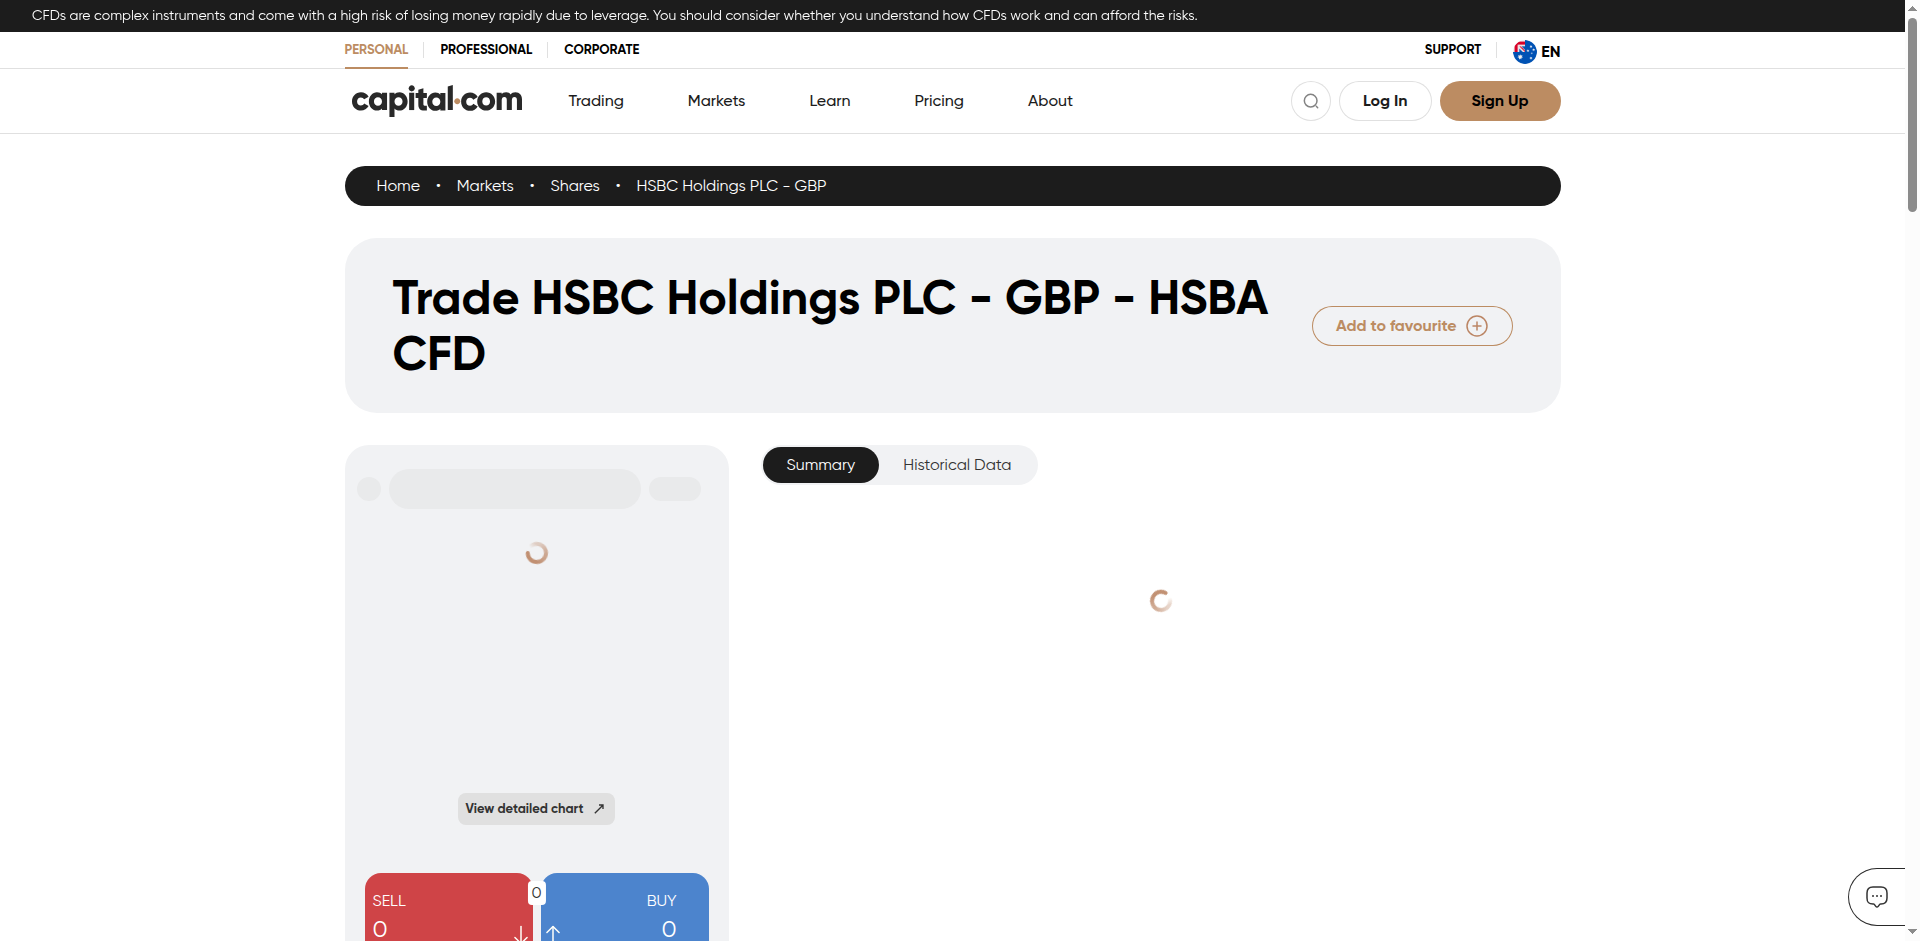 CFDs are complex instruments and come with a high risk of losing money rapidly due to leverage. You should consider whether you understand how CFDs work and can afford the risks.
PERSONAL
PROFESSIONAL
CORPORATE
SUPPORT
EN
capital.com
Trading
Markets
Learn
Pricing
About
Log In
Sign Up
Home • Markets • Shares • HSBC Holdings PLC - GBP
Trade HSBC Holdings PLC - GBP - HSBA
CFD
Add to favourite
Summary
Historical Data
View detailed chart
SELL
0
0
BUY
0